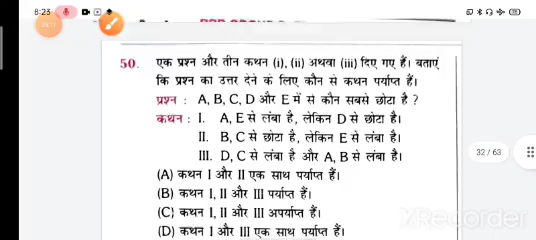 8:23
50. एक प्रश्न और तीन कथन (i), (ii) अथवा (iii) दिए गए हैं। बताएं
कि प्रश्न का उत्तर देने के लिए कौन से कथन पर्याप्त हैं।
प्रश्न : A, B, C, D और E में से कौन सबसे छोटा है ?
कथन : I. A, E से लंबा है, लेकिन D से छोटा है।
II. B, C से छोटा है, लेकिन E से लंबा है।
III. D, C से लंबा है और A, B से लंबा है।
32 / 63
(A) कथन I और II एक साथ पर्याप्त हैं।
(B) कथन I, II और III पर्याप्त हैं।
(C) कथन I, II और III अपर्याप्त हैं।
(D) कथन I और III एक साथ पर्याप्त हैं।
XRecorder